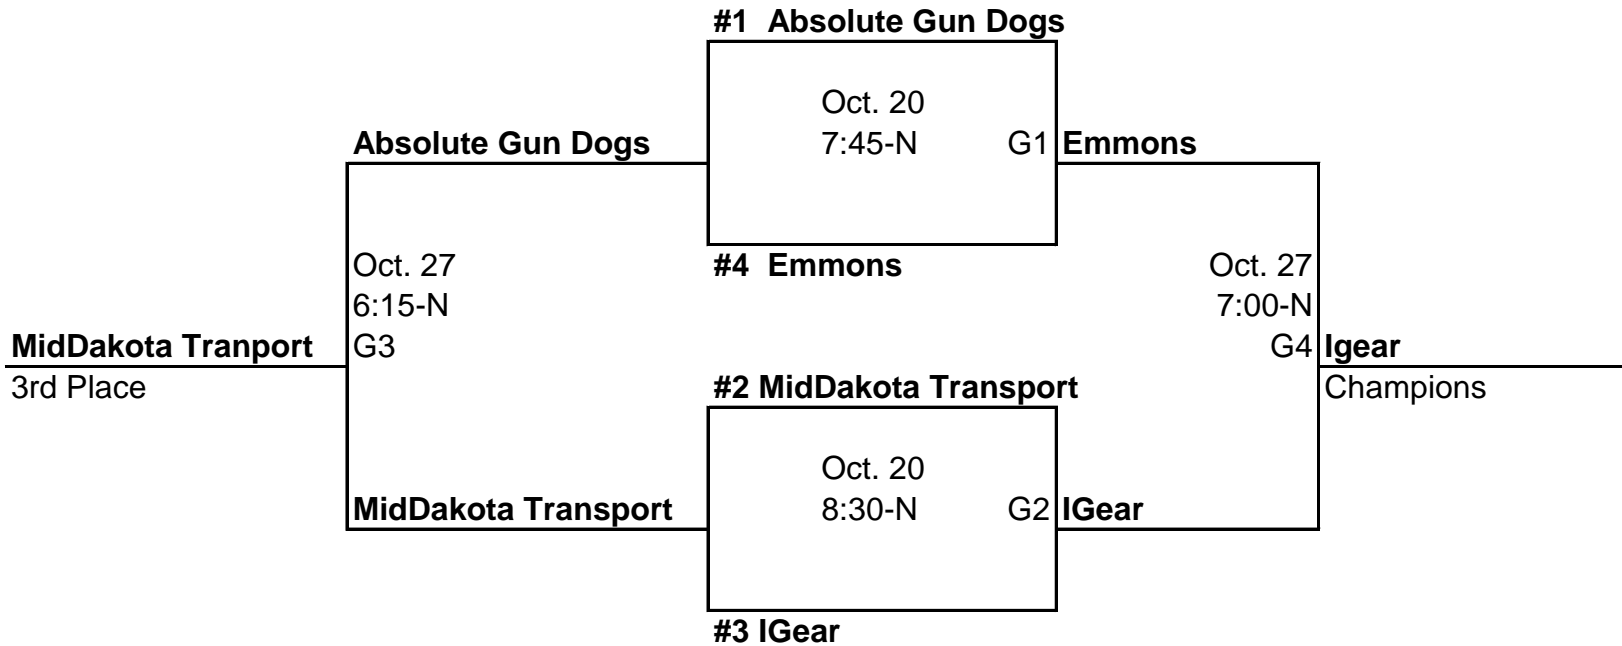 #1  Absolute Gun Dogs
Oct. 20
Absolute Gun Dogs
7:45-N
G1
Emmons
Oct. 27
#4  Emmons
Oct. 27
6:15-N
7:00-N
MidDakota Tranport
G3
G4
Igear
3rd Place
#2 MidDakota Transport
Champions
Oct. 20
MidDakota Transport
8:30-N
G2
IGear
#3 IGear